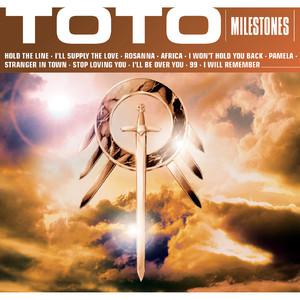 TOTO MILESTONES
HOLD THE LINE · I'LL SUPPLY THE LOVE · ROSANNA · AFRICA · I WON'T HOLD YOU BACK · PAMELA ·
STRANGER IN TOWN · STOP LOVING YOU · I'LL BE OVER YOU · 99 · I WILL REMEMBER